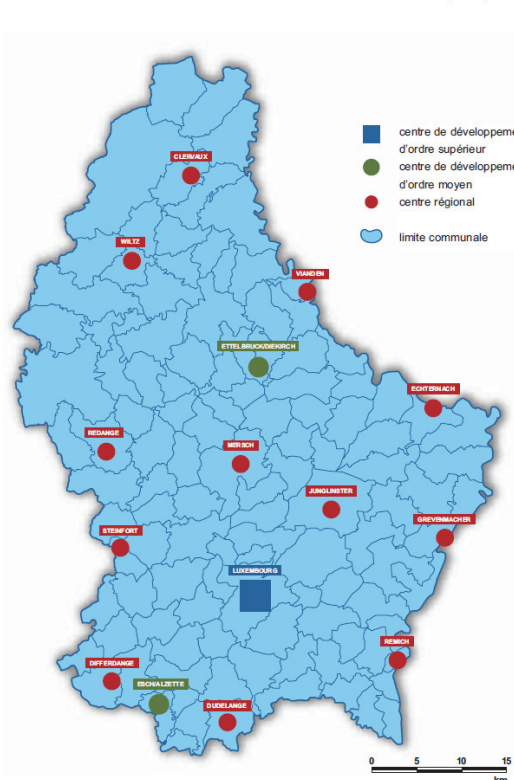 centre de développeme
d'ordre supérieur
centre de développeme
d'ordre moyen
centre régional
limite communale
CLERVAUX
WILTZ
VIANDEN
ETTELBRUCK/DIEKIRCH
ECHTERNACH
REDANGE
MERSCH
JUNGLINSTER
GREVENMACHER
STEINFORT
LUXEMBOURG
REMICH
DIFFERDANGE
ESCH/ALZETTE
DUDELANGE
0 5 10 15
km